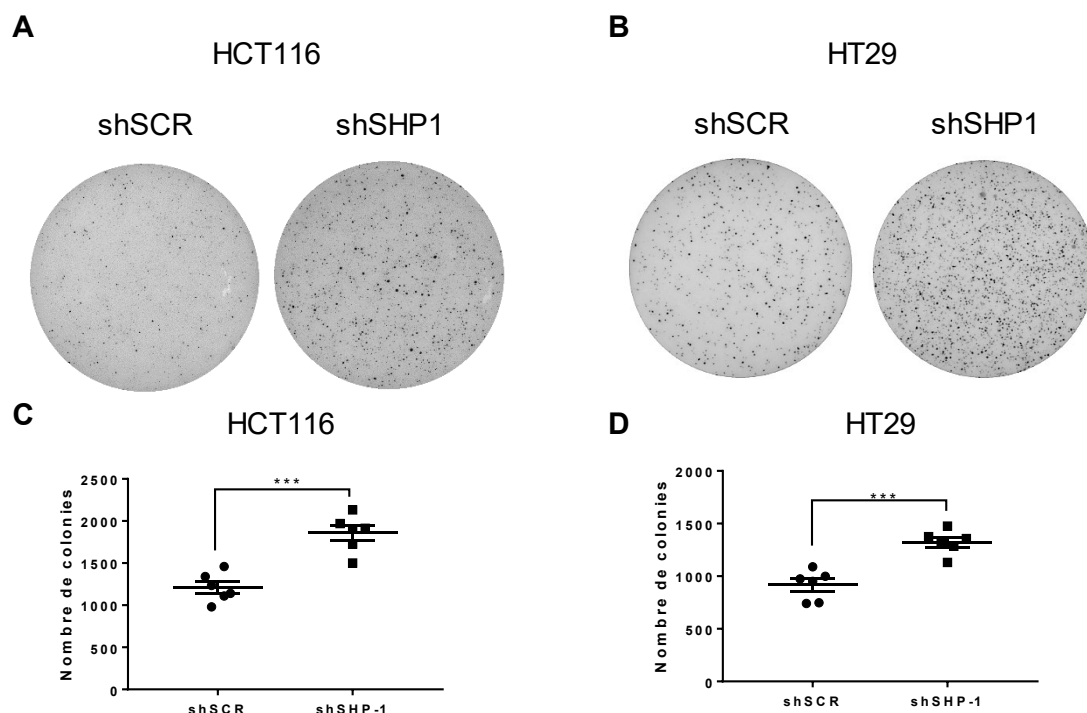 A
HCT116
shSCR
shSHP1
B
HT29
shSCR
shSHP1
C
HCT116
Nombre de colonies
2500
2000
1500
1000
500
0
***
shSCR
shSHP-1
D
HT29
Nombre de colonies
2000
1500
1000
500
0
***
shSCR
shSHP-1